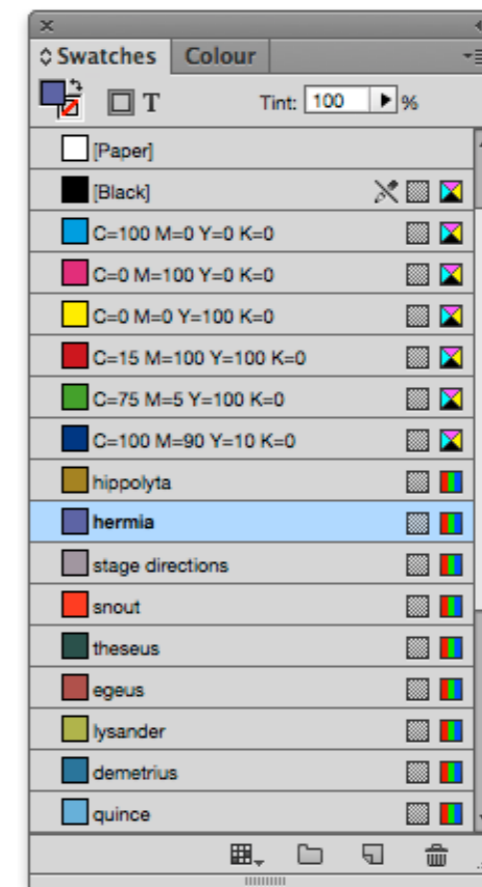 Swatches Colour
T Tint: 100 %
[Paper]
[Black]
C=100 M=0 Y=0 K=0
C=0 M=100 Y=0 K=0
C=0 M=0 Y=100 K=0
C=15 M=100 Y=100 K=0
C=75 M=5 Y=100 K=0
C=100 M=90 Y=10 K=0
hippolyta
hermia
stage directions
snout
theseus
egeus
lysander
demetrius
quince